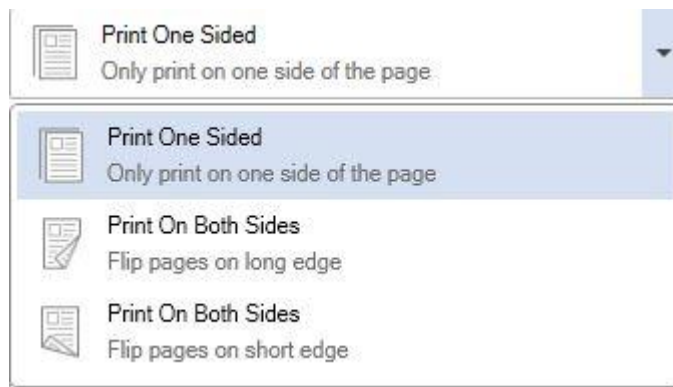 Print One Sided
Only print on one side of the page
Print One Sided
Only print on one side of the page
Print On Both Sides
Flip pages on long edge
Print On Both Sides
Flip pages on short edge